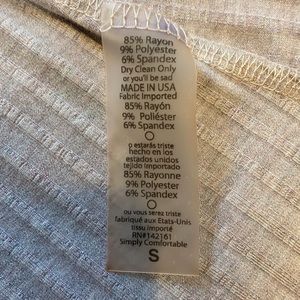 85% Rayon
9% Polyester
6% Spandex
Dry Clean Only
or you'll be sad
MADE IN USA
Fabric Imported
85% Rayón
9% Poliéster
6% Spandex
o estarás triste
hecho en los
estados unidos
tejido importado
85% Rayonne
9% Polyester
6% Spandex
ou vous serez triste
fabriqué aux Etats-Unis
tissu importé
RN#142161
Simply Comfortable
S